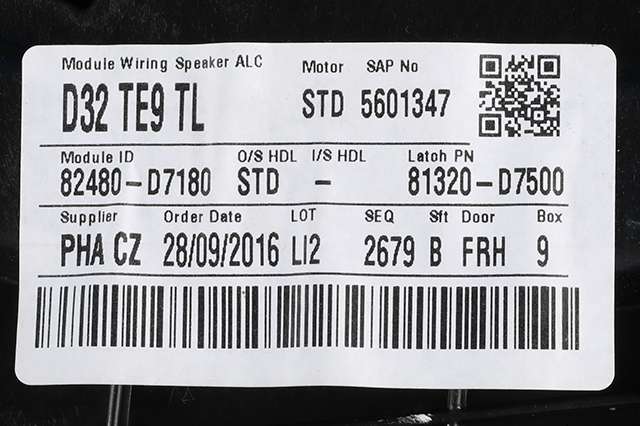 Module Wiring Speaker ALC Motor SAP No
D32 TE9 TL STD 5601347
Module ID O/S HDL I/S HDL Latch PN
82480-D7180 STD - 81320-D7500
Supplier Order Date LOT SEQ Sft Door Box
PHA CZ 28/09/2016 LI2 2679 B FRH 9